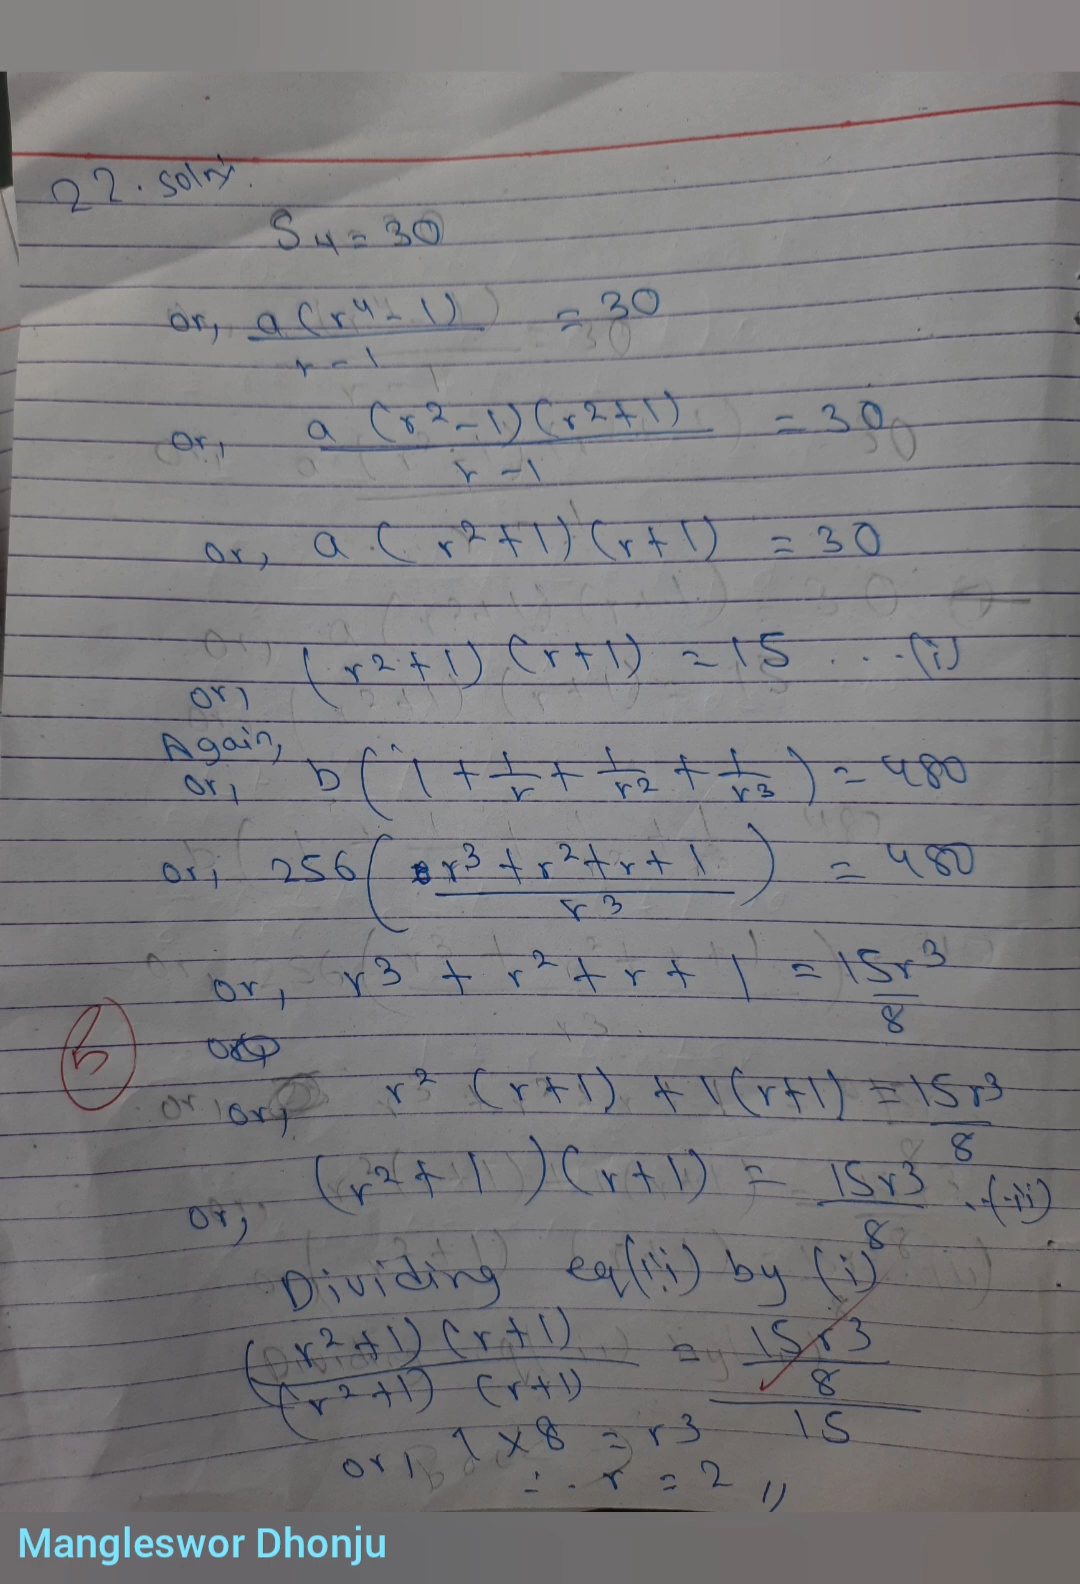 22. soln:
S₄ = 30
or, a(r⁴-1)/r-1 = 30
or, a(r²-1)(r²+1)/r-1 = 30
or, a(r²+1)(r+1) = 30
or, (r²+1)(r+1) = 15 ...(i)
Again,
or, b(1 + 1/r + 1/r² + 1/r³) = 480
or, 256(r³+r²+r+1/r³) = 480
or, r³ + r² + r + 1 = 15r³/8
or, r²(r+1) + 1(r+1) = 15r³/8
or, (r²+1)(r+1) = 15r³/8 ..(ii)
Dividing eq(ii) by (i)
(r²+1)(r+1)/(r²+1)(r+1) = 15r³/8/15
or, 1×8 = r³
∴ r = 2 //
5
Mangleswor Dhonju